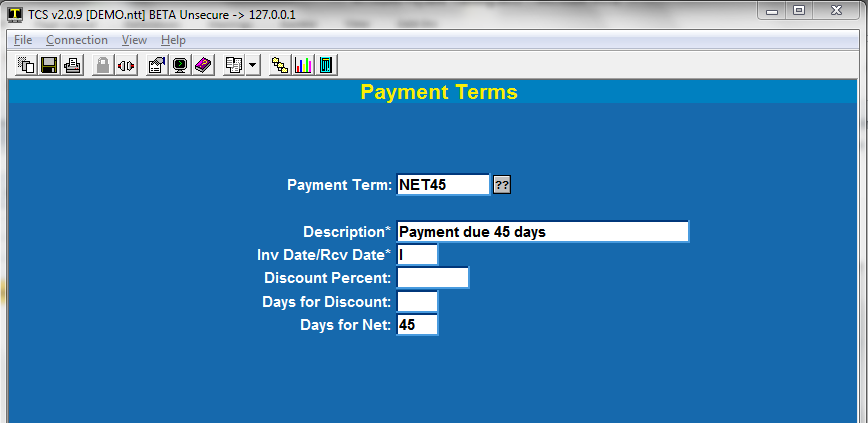 TCS v2.0.9 [DEMO.ntt] BETA Unsecure -> 127.0.0.1
File Connection View Help
Payment Terms
Payment Term: NET45 ??
Description* Payment due 45 days
Inv Date/Rcv Date* I
Discount Percent:
Days for Discount:
Days for Net: 45